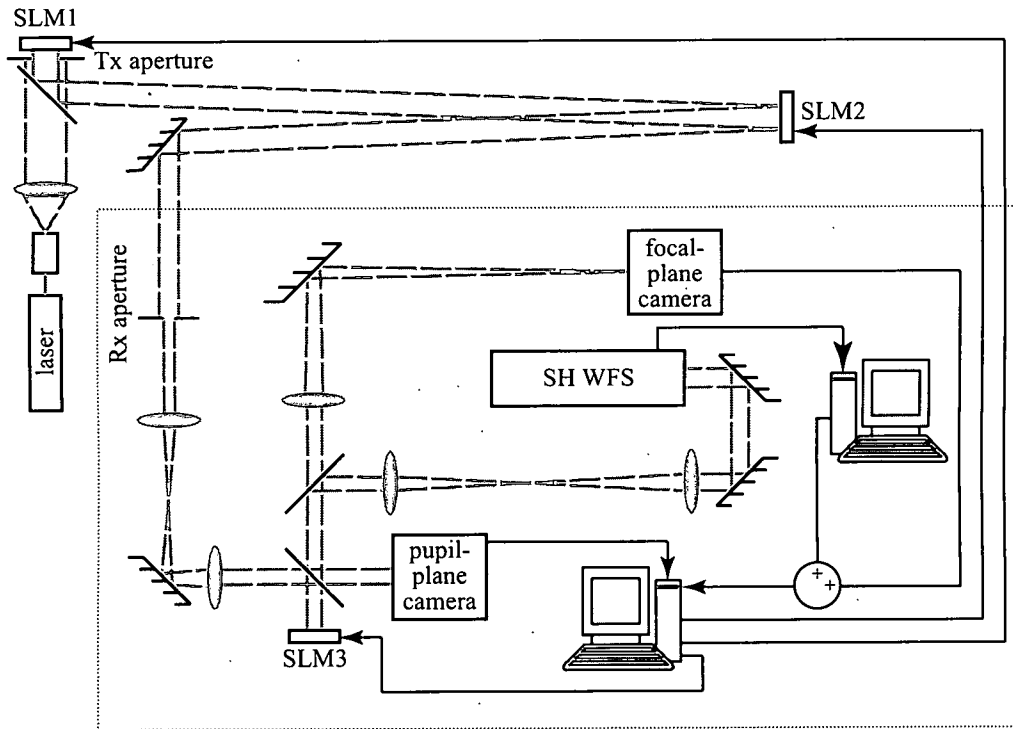 SLM1
Tx aperture
SLM2
Rx aperture
laser
focal-
plane
camera
SH WFS
pupil-
plane
camera
SLM3
+
+